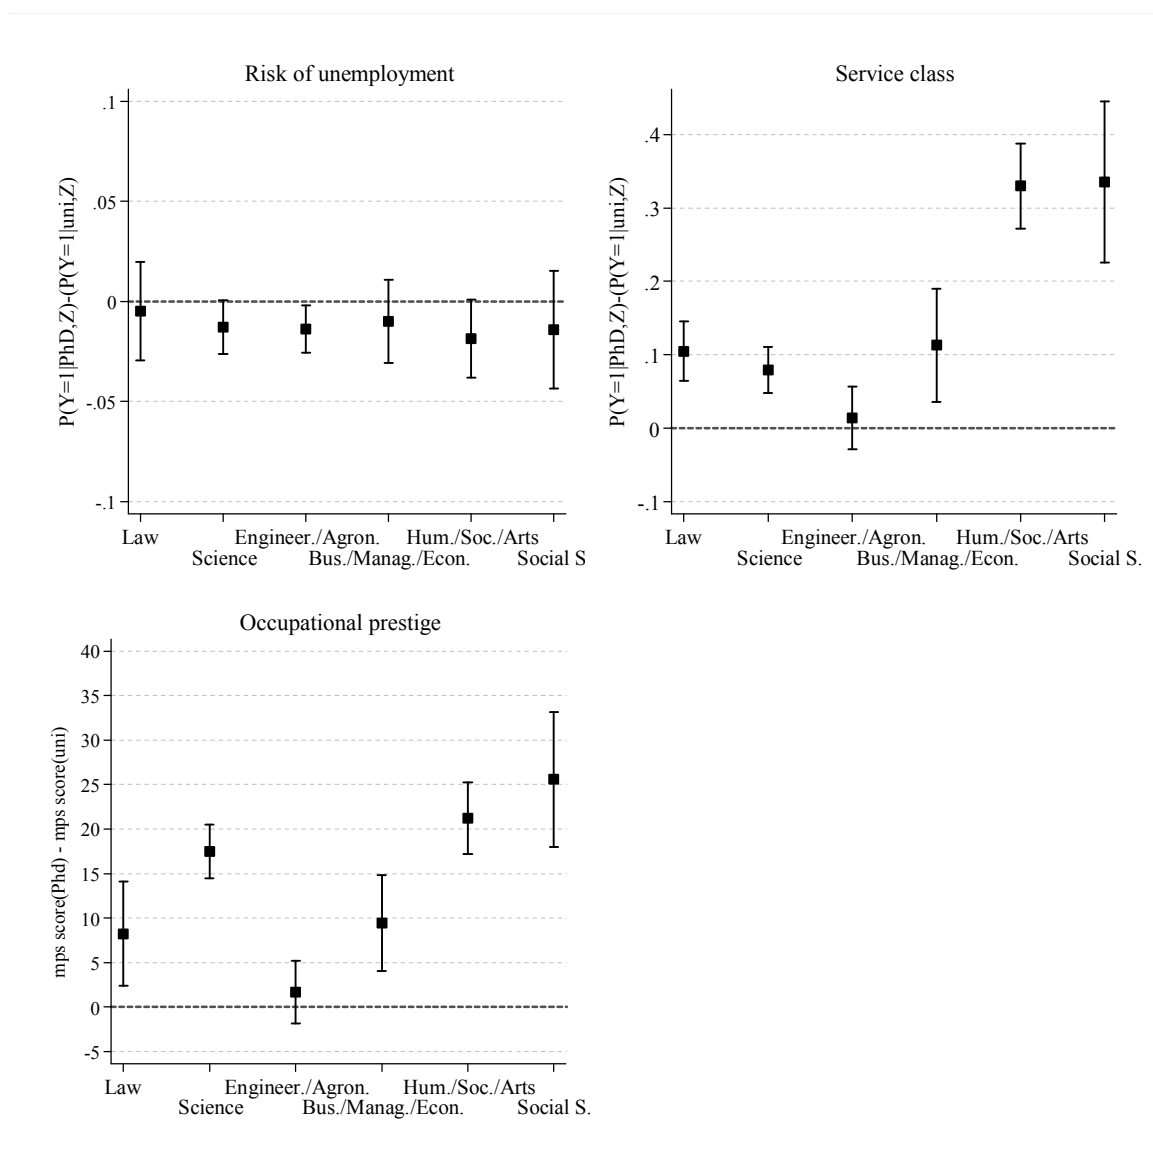 Risk of unemployment
P(Y=1|PhD,Z)-(P(Y=1|uni,Z)
.1
.05
0
-.05
-.1
Law
Engineer./Agron.
Hum./Soc./Arts
Science
Bus./Manag./Econ.
Social S
Service class
P(Y=1|PhD,Z)-(P(Y=1|uni,Z)
.4
.3
.2
.1
0
-.1
Law
Engineer./Agron.
Hum./Soc./Arts
Science
Bus./Manag./Econ.
Social S.
Occupational prestige
mps score(Phd) - mps score(uni)
40
35
30
25
20
15
10
5
0
-5
Law
Engineer./Agron.
Hum./Soc./Arts
Science
Bus./Manag./Econ.
Social S.